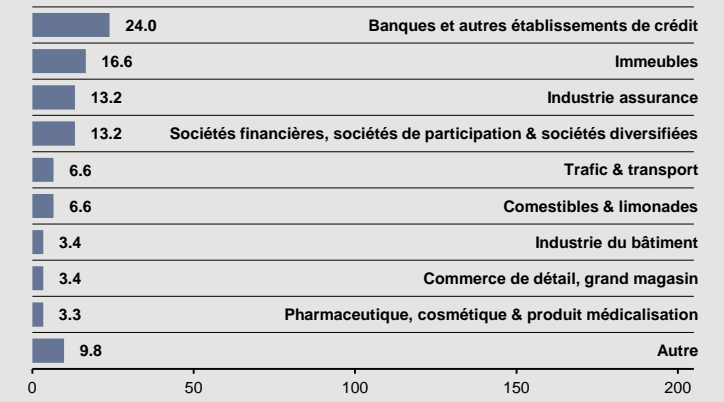 24.0 Banques et autres établissements de crédit
16.6 Immeubles
13.2 Industrie assurance
13.2 Sociétés financières, sociétés de participation & sociétés diversifiées
6.6 Trafic & transport
6.6 Comestibles & limonades
3.4 Industrie du bâtiment
3.4 Commerce de détail, grand magasin
3.3 Pharmaceutique, cosmétique & produit médicalisation
9.8 Autre
0 50 100 150 200